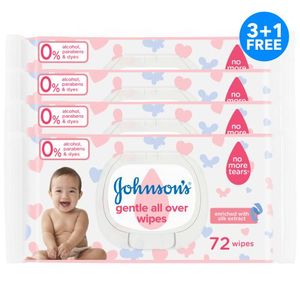 3+1
FREE
0%
alcohol,
parabens
& dyes
no
more
0%
alcohol,
parabens
& dyes
no
more
0%
alcohol,
parabens
& dyes
no
more
0%
alcohol,
parabens
& dyes
no
more
tears
Johnson's
gentle all over
wipes
enriched with
silk extract
72 wipes